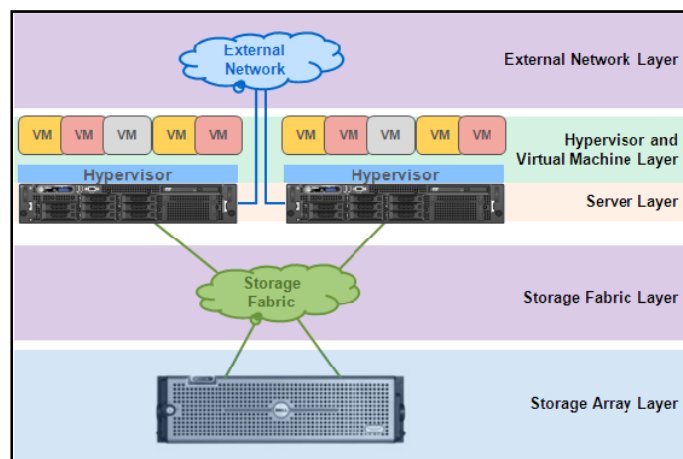 External
Network
External Network Layer
VM VM VM VM VM
VM VM VM VM VM
Hypervisor and
Virtual Machine Layer
Hypervisor
Hypervisor
Server Layer
Storage
Fabric
Storage Fabric Layer
DELL
Storage Array Layer